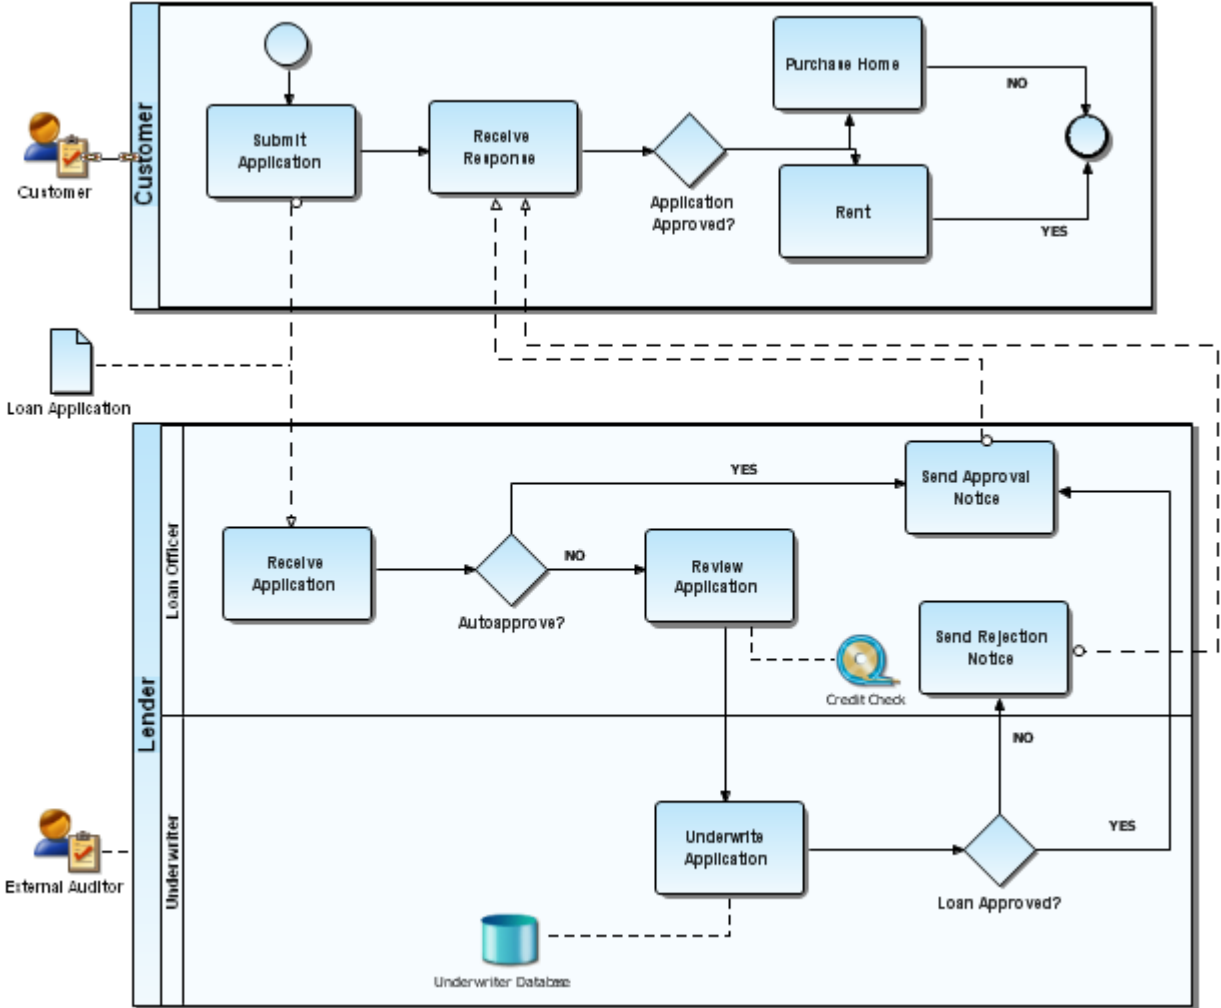 Purchase Home
NO
Submit
Application
Receive
Response
Customer
Customer
Application
Approved?
Rent
YES
Loan Application
YES
Send Approval
Notice
Loan Officer
Receive
Application
NO
Autoapprove?
Review
Application
Send Rejection
Notice
Credit Check
Lender
NO
YES
Underwriter
Underwrite
Application
External Auditor
Loan Approved?
Underwriter Database